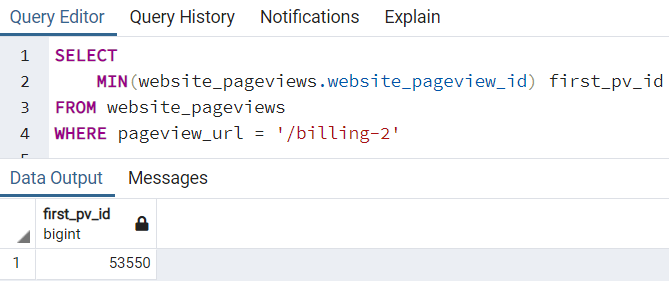 Query Editor Query History Notifications Explain
1 SELECT
2 MIN(website_pageviews.website_pageview_id) first_pv_id
3 FROM website_pageviews
4 WHERE pageview_url = '/billing-2'
Data Output Messages
first_pv_id
bigint
1 53550